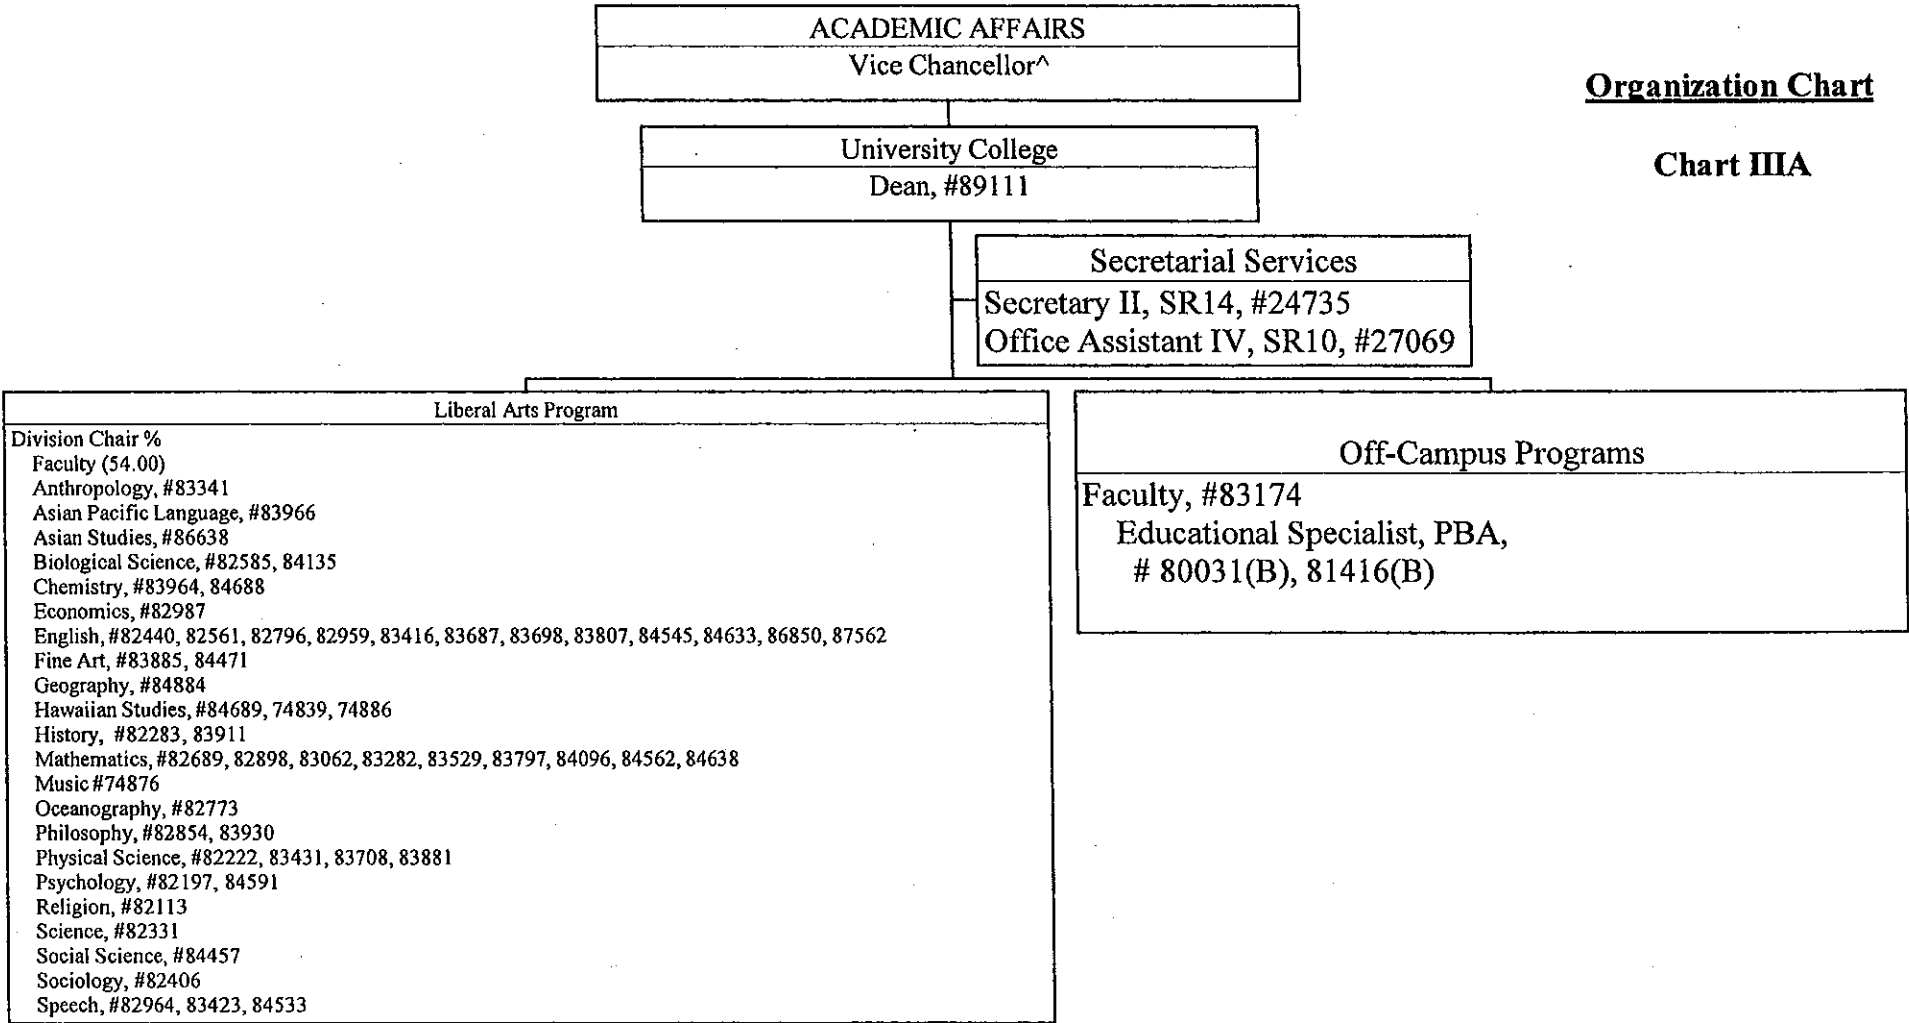 ACADEMIC AFFAIRS
Vice Chancellor^
Organization Chart
Chart IIIA
University College
Dean, #89111
Secretarial Services
Secretary II, SR14, #24735
Office Assistant IV, SR10, #27069
Liberal Arts Program
Division Chair %
Faculty (54.00)
Anthropology, #83341
Asian Pacific Language, #83966
Asian Studies, #86638
Biological Science, #82585, 84135
Chemistry, #83964, 84688
Economics, #82987
English, #82440, 82561, 82796, 82959, 83416, 83687, 83698, 83807, 84545, 84633, 86850, 87562
Fine Art, #83885, 84471
Geography, #84884
Hawaiian Studies, #84689, 74839, 74886
History, #82283, 83911
Mathematics, #82689, 82898, 83062, 83282, 83529, 83797, 84096, 84562, 84638
Music #74876
Oceanography, #82773
Philosophy, #82854, 83930
Physical Science, #82222, 83431, 83708, 83881
Psychology, #82197, 84591
Religion, #82113
Science, #82331
Social Science, #84457
Sociology, #82406
Speech, #82964, 83423, 84533
Off-Campus Programs
Faculty, #83174
Educational Specialist, PBA,
# 80031(B), 81416(B)